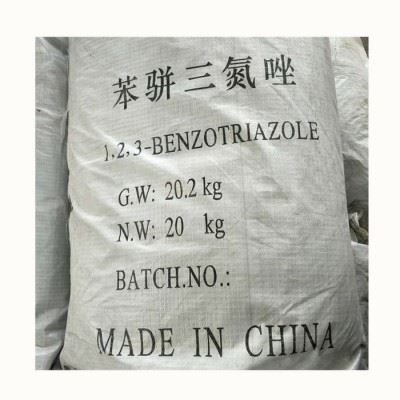 苯骈三氮唑
1,2,3-BENZOTRIAZOLE
G.W: 20.2 kg
N.W: 20 kg
BATCH.NO.:
MADE IN CHINA